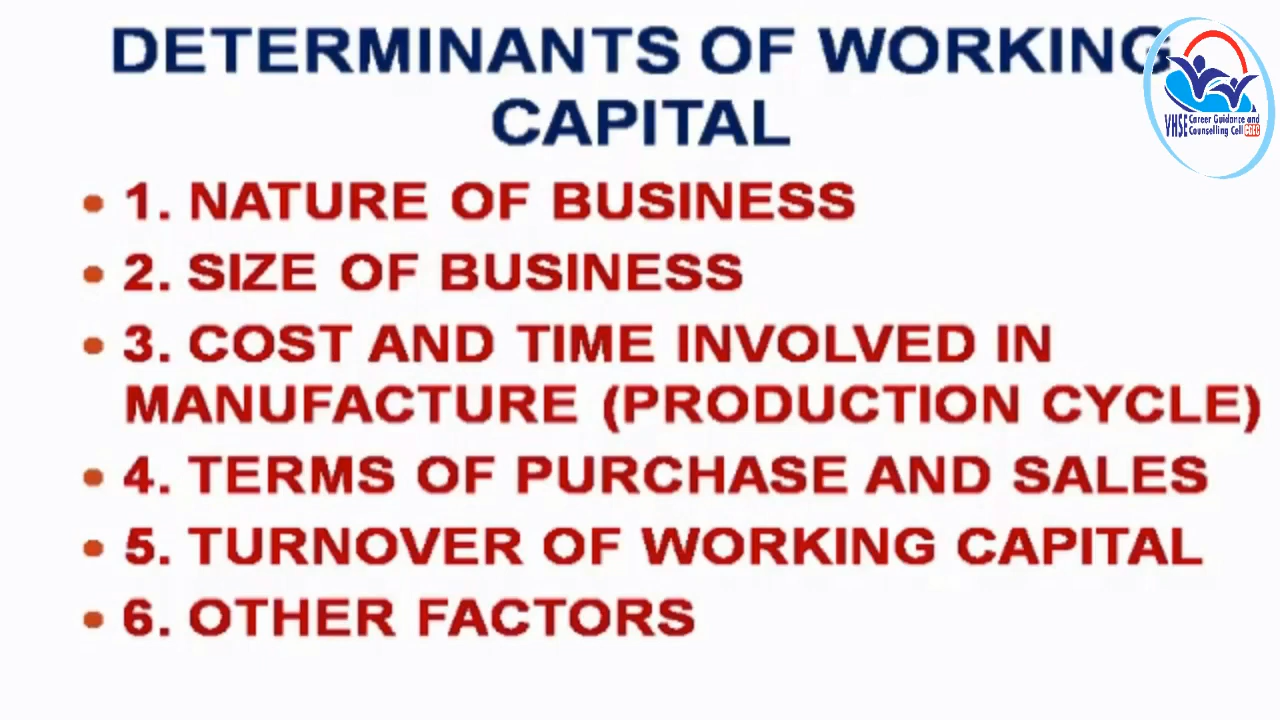 DETERMINANTS OF WORKING
CAPITAL
• 1. NATURE OF BUSINESS
• 2. SIZE OF BUSINESS
• 3. COST AND TIME INVOLVED IN
MANUFACTURE (PRODUCTION CYCLE)
• 4. TERMS OF PURCHASE AND SALES
• 5. TURNOVER OF WORKING CAPITAL
• 6. OTHER FACTORS
VHSE Career Guidance and
Counselling Cell CGCC